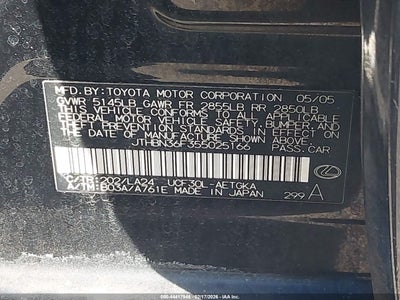 MFD.BY:TOYOTA MOTOR CORPORATION 05/05
GVWR 5145LB GAWR FR 2855LB RR 2850LB
THIS VEHICLE CONFORMS TO ALL APPLICABLE
FEDERAL MOTOR VEHICLE SAFETY, BUMPER, AND
THEFT PREVENTION STANDARDS IN EFFECT ON
THE DATE OF MANUFACTURE SHOWN ABOVE.
JTHBN36F355025166 PASS.CAR
C/TR:202/LA24 UCF30L-AETGKA
A/TM:B03A/A761E MADE IN JAPAN 299 A